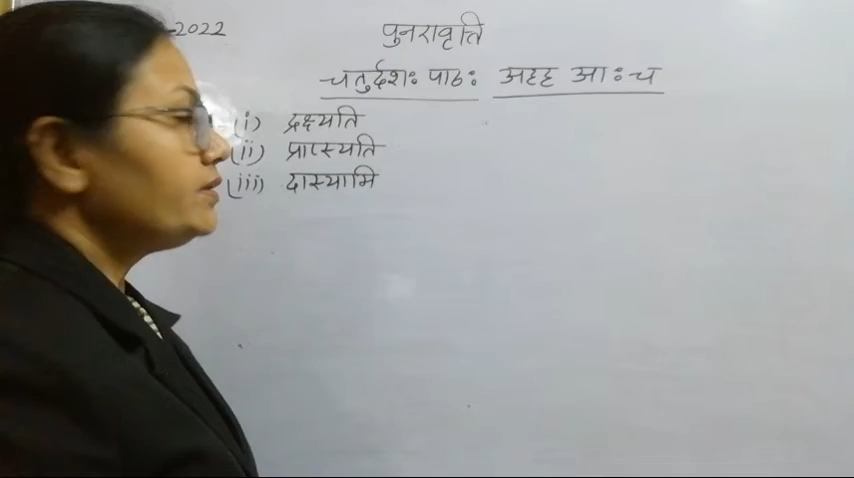 -2022
पुनरावृत्ति
चतुर्दशः पाठः अहह आः च
(i) द्रक्ष्यति
(ii) प्राप्स्यति
(iii) दास्यामि